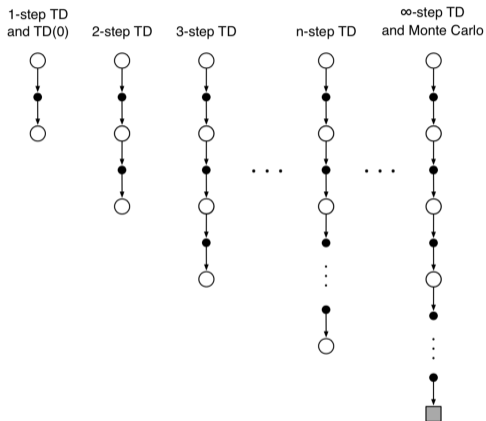 1-step TD
and TD(0)
2-step TD
3-step TD
n-step TD
∞-step TD
and Monte Carlo